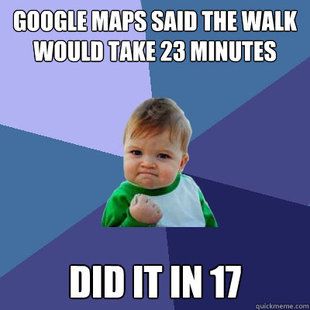 GOOGLE MAPS SAID THE WALK
WOULD TAKE 23 MINUTES
DID IT IN 17
quickmeme.com